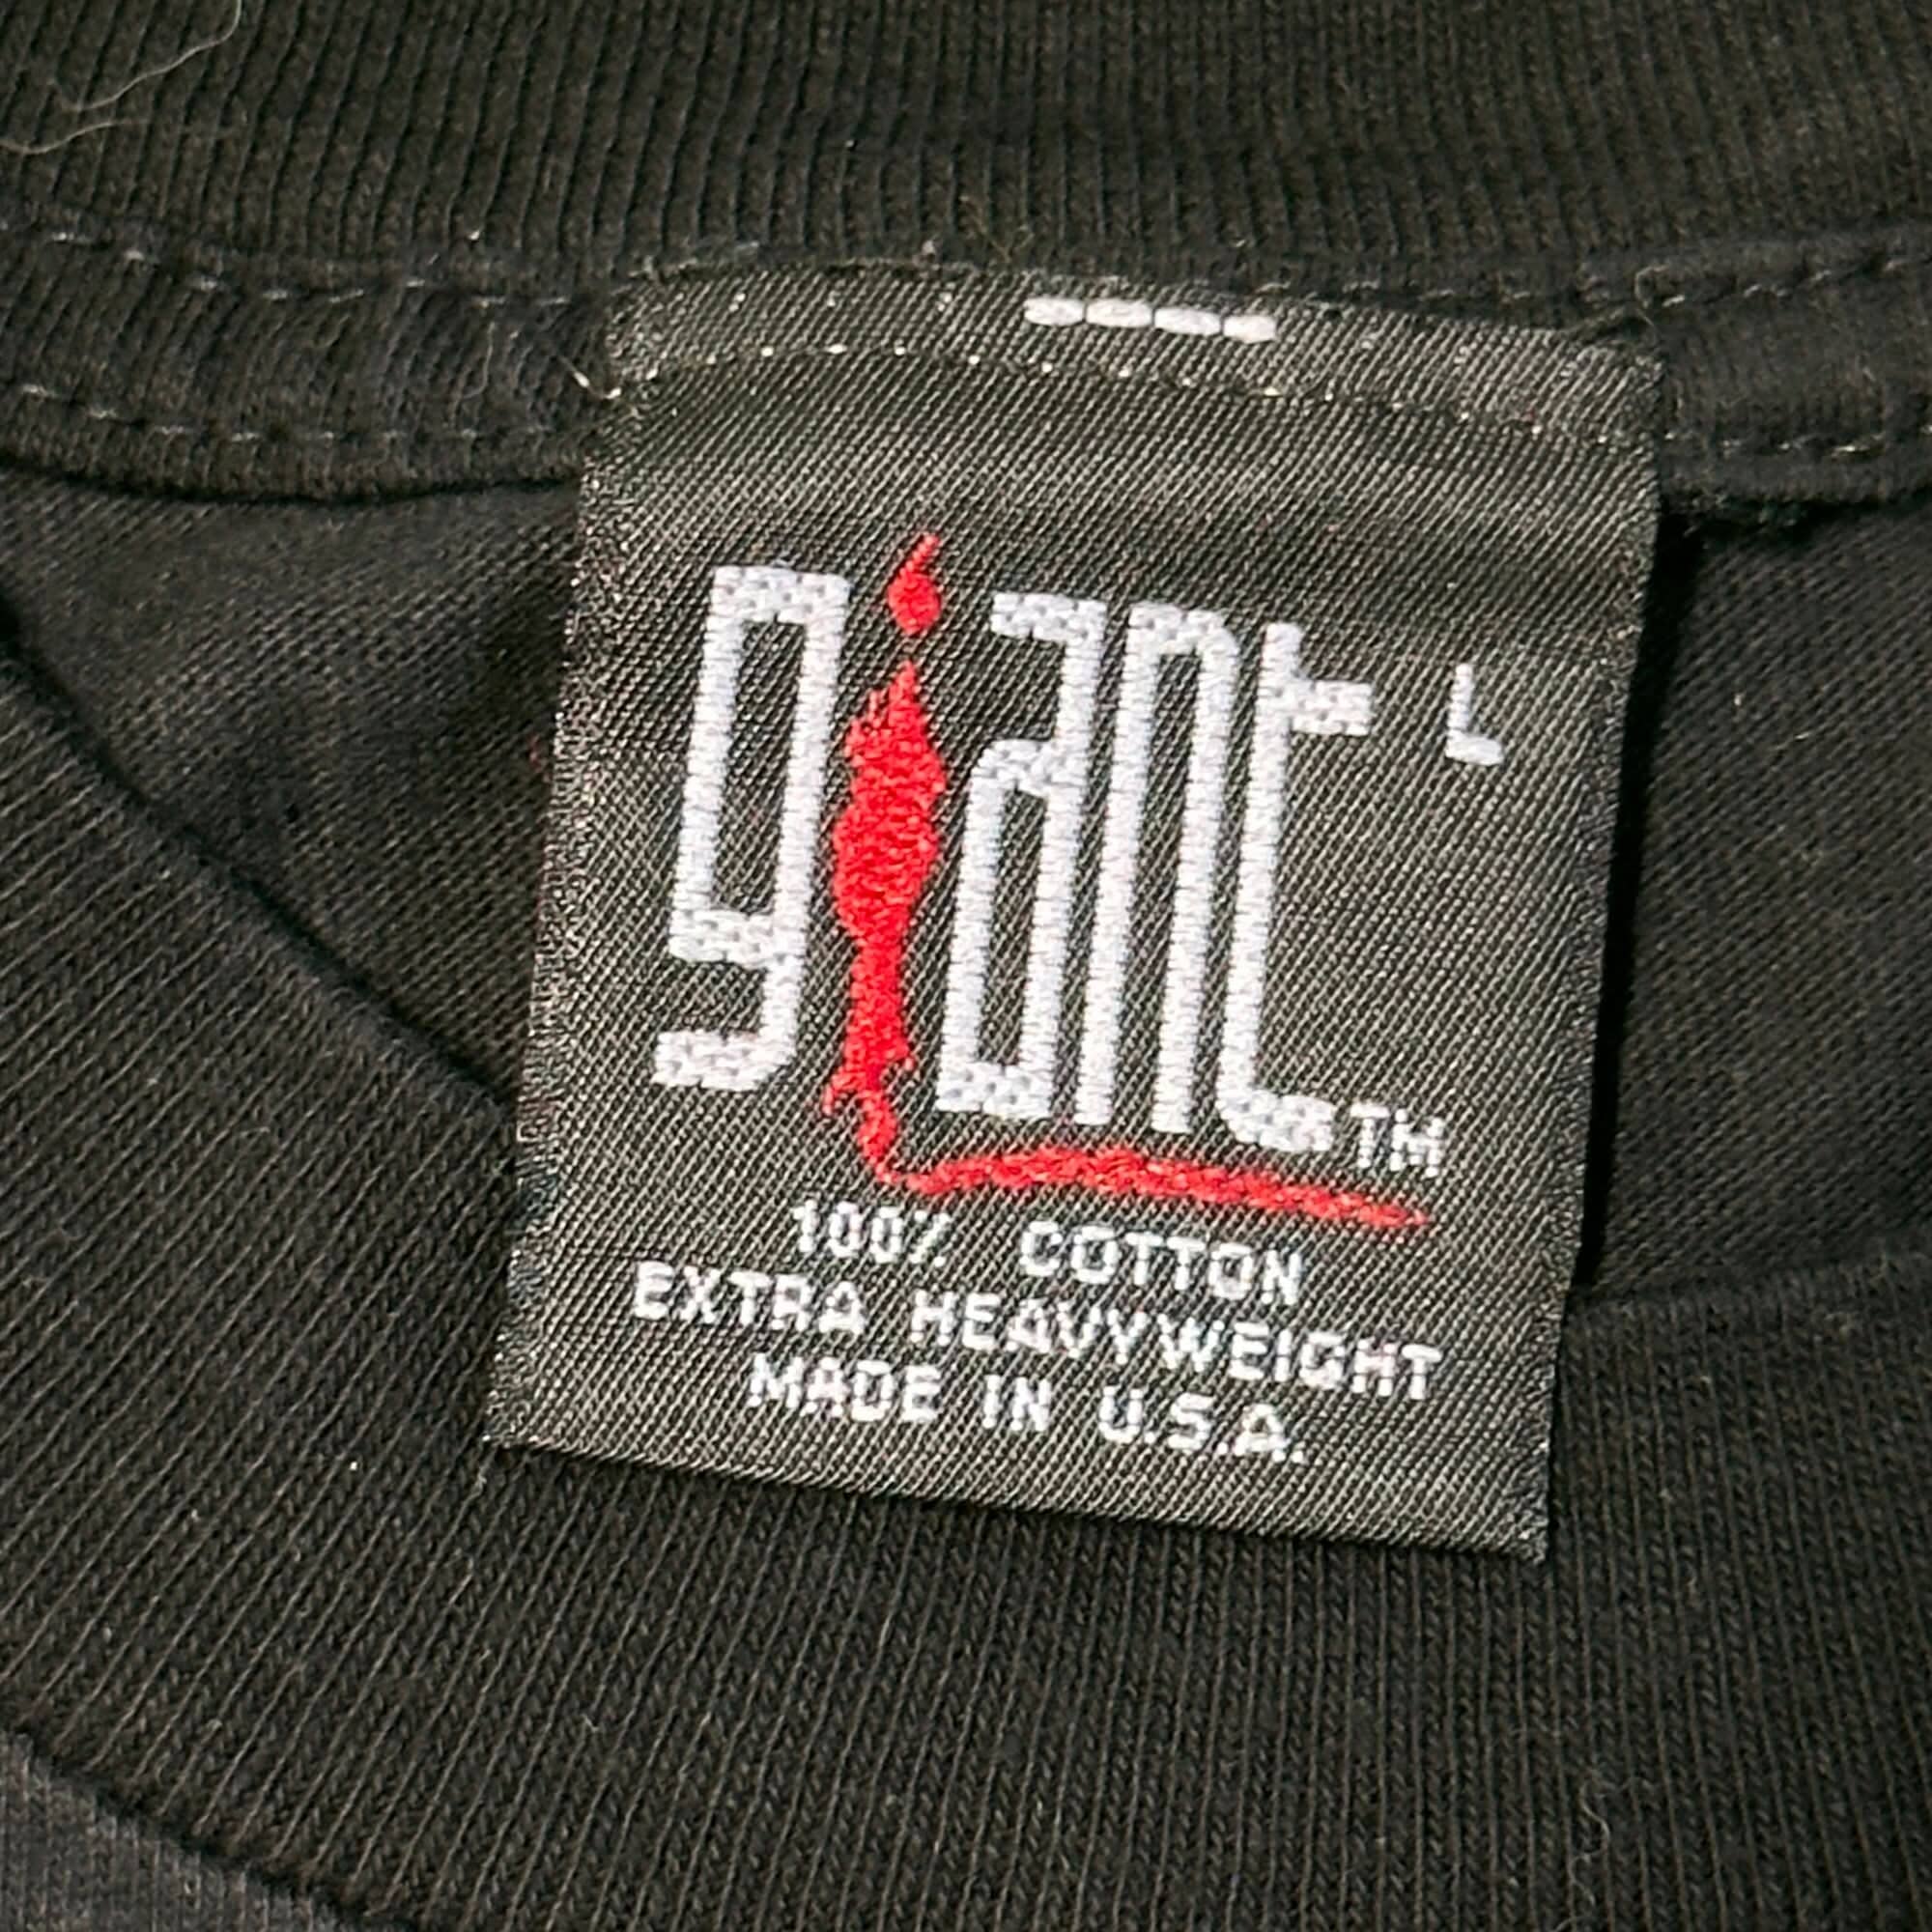 giant L
TM
100% COTTON
EXTRA HEAVYWEIGHT
MADE IN U.S.A.